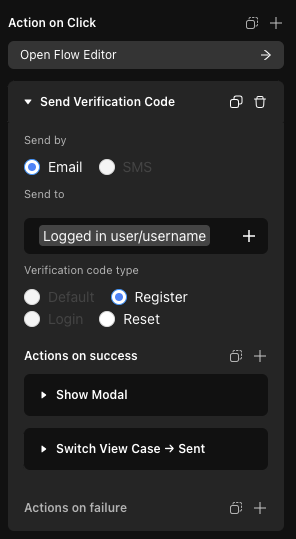 Action on Click
Open Flow Editor
Send Verification Code
Send by
Email SMS
Send to
Logged in user/username
Verification code type
Default Register
Login Reset
Actions on success
Show Modal
Switch View Case → Sent
Actions on failure